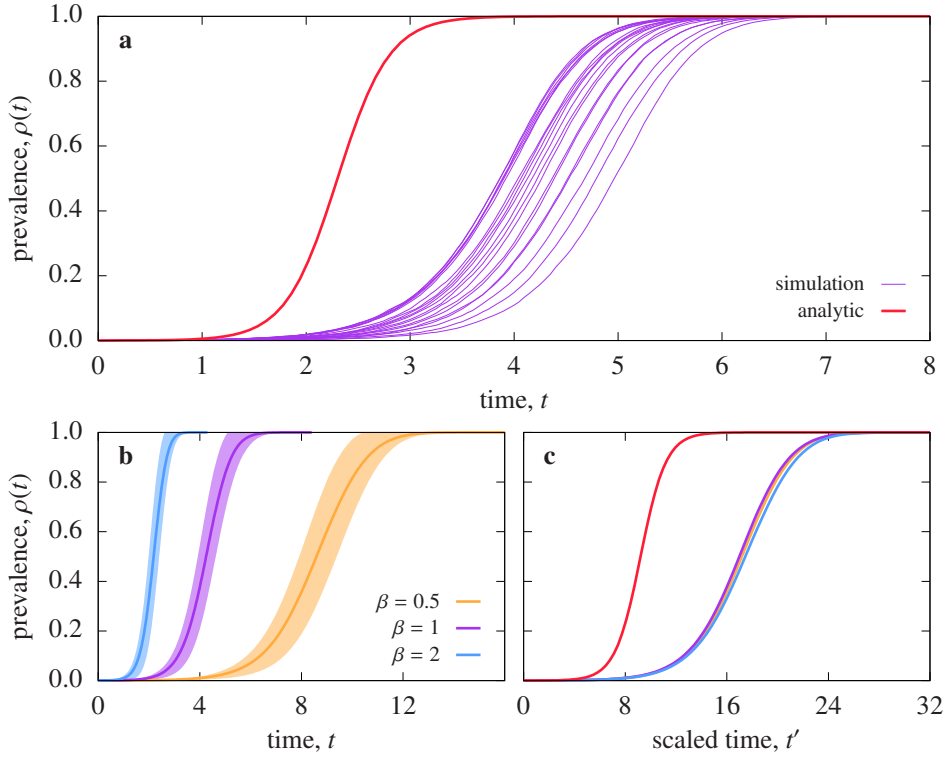 a
prevalence, ρ(t)
1.0
0.8
0.6
0.4
0.2
0.0
simulation
analytic
0 1 2 3 4 5 6 7 8
time, t
b
prevalence, ρ(t)
1.0
0.8
0.6
0.4
0.2
0.0
β = 0.5
β = 1
β = 2
0 4 8 12
time, t
c
0 8 16 24 32
scaled time, t′